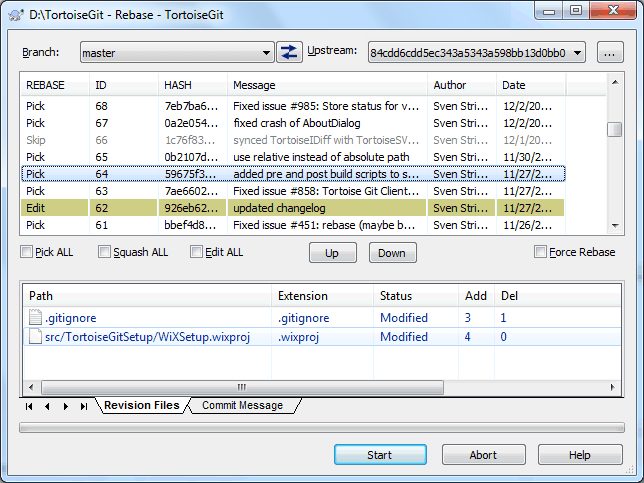 D:\TortoiseGit - Rebase - TortoiseGit
Branch: master Upstream: 84cdd6cdd5ec343a5343a598bb13d0bb0 ...
REBASE ID HASH Message Author Date
Pick 68 7eb7ba6... Fixed issue #985: Store status for v... Sven Stri... 12/2/20...
Pick 67 0a2e054... fixed crash of AboutDialog Sven Stri... 12/2/20...
Skip 66 1c76f83... synced TortoiseIDiff with TortoiseSV... Sven Stri... 12/1/20...
Pick 65 0b2107d... use relative instead of absolute path Sven Stri... 11/30/2...
Pick 64 59675f3... added pre and post build scripts to s... Sven Stri... 11/27/2...
Pick 63 7ae6602... Fixed issue #858: Tortoise Git Client... Sven Stri... 11/27/2...
Edit 62 926eb62... updated changelog Sven Stri... 11/27/2...
Pick 61 bbef4d8... Fixed issue #451: rebase (maybe b... Sven Stri... 11/26/2...
Pick ALL Squash ALL Edit ALL Up Down Force Rebase
Path Extension Status Add Del
.gitignore .gitignore Modified 3 1
src/TortoiseGitSetup/WiXSetup.wixproj .wixproj Modified 4 0
Revision Files Commit Message
Start Abort Help